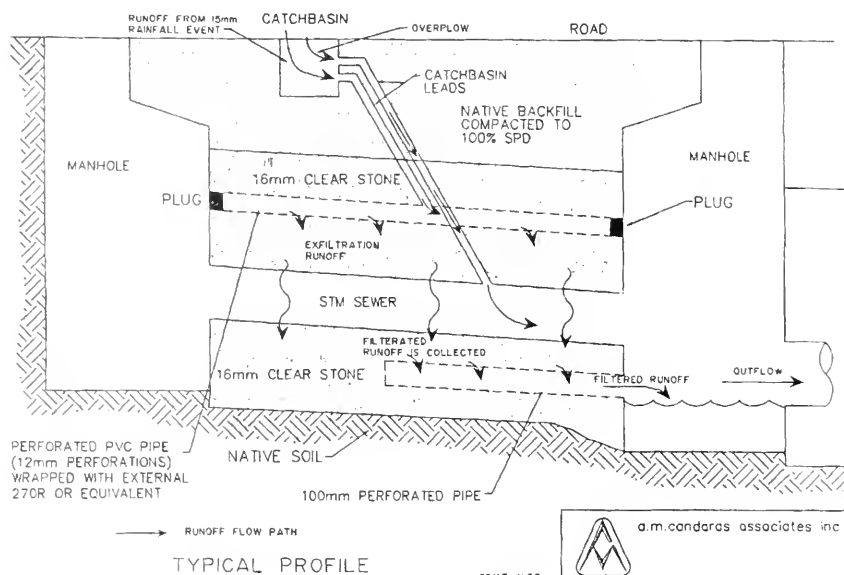 RUNOFF FROM 15mm
RAINFALL EVENT
CATCHBASIN
OVERPLOW
ROAD
CATCHBASIN
LEADS
NATIVE BACKFILL
COMPACTED TO
100% SPD
MANHOLE
MANHOLE
16mm CLEAR STONE
PLUG
PLUG
EXFILTRATION
RUNOFF
STM SEWER
FILTERATED
RUNOFF IS COLLECTED
16mm CLEAR STONE
FILTERED RUNOFF
OUTFLOW
PERFORATED PVC PIPE
(12mm PERFORATIONS)
WRAPPED WITH EXTERNAL
270R OR EQUIVALENT
NATIVE SOIL
100mm PERFORATED PIPE
RUNOFF FLOW PATH
TYPICAL PROFILE
a.m.candaras associates inc